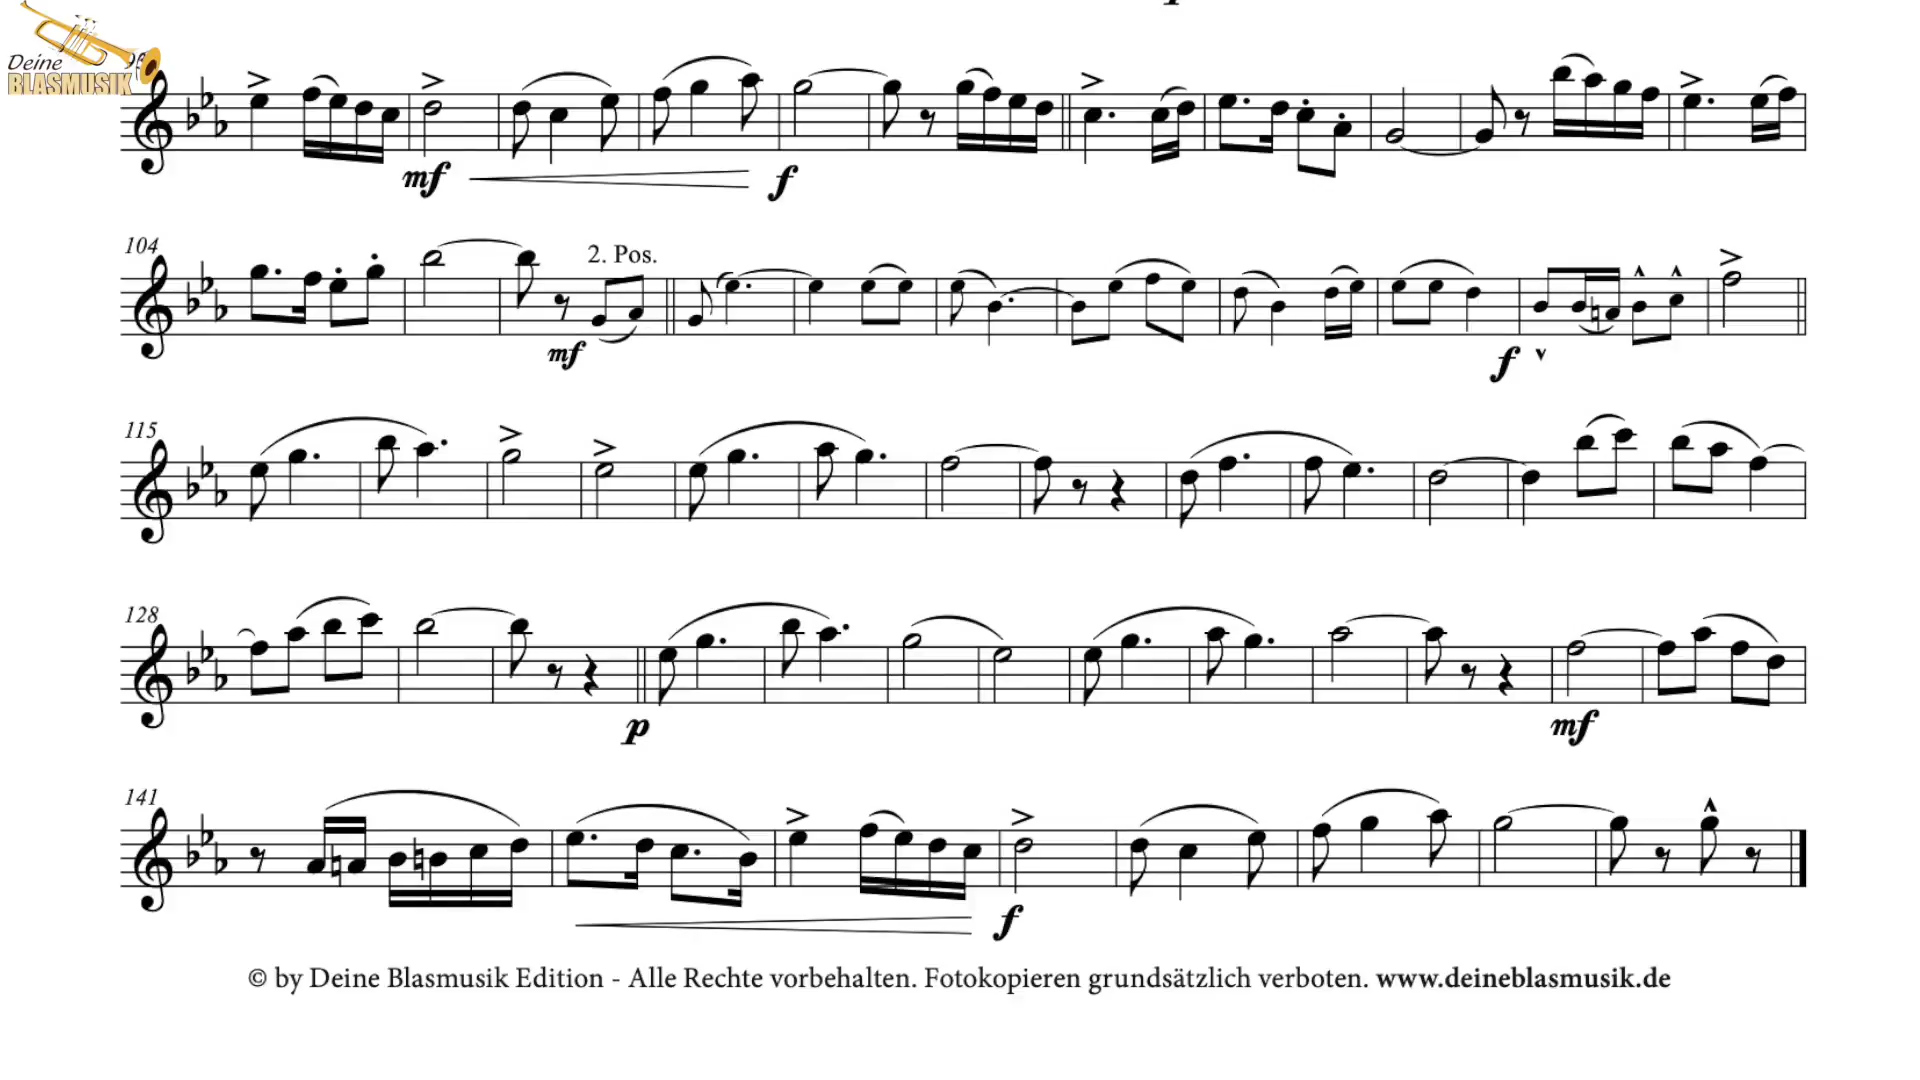 Deine
BLASMUSIK
mf f
104
2. Pos.
mf f
115
128
p mf
141
f
© by Deine Blasmusik Edition - Alle Rechte vorbehalten. Fotokopieren grundsätzlich verboten. www.deineblasmusik.de